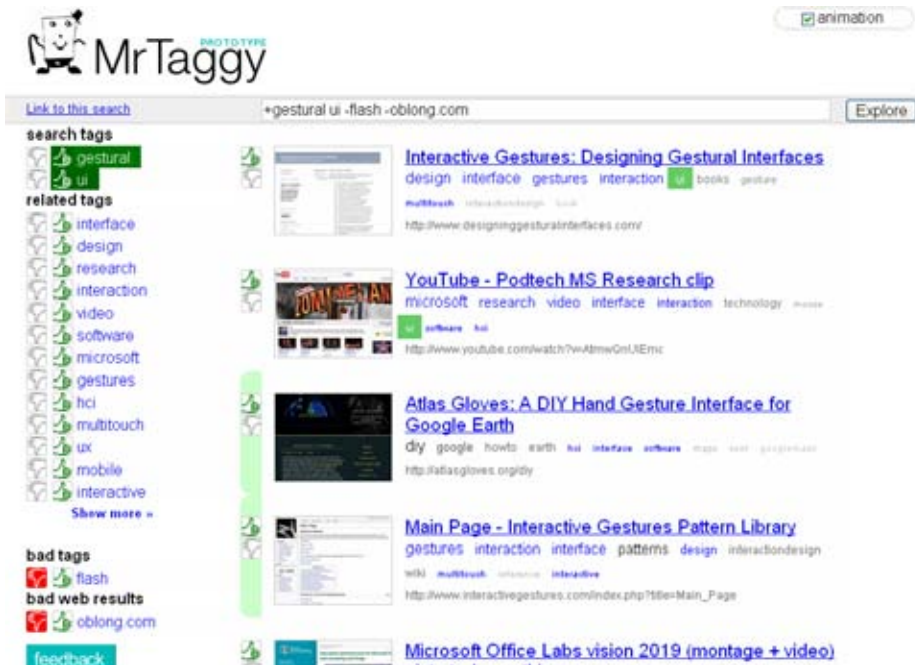 animation
PROTOTYPE
MrTaggy
Link to this search
+gestural ui -flash -oblong.com
Explore
search tags
gestural
ui
related tags
interface
design
research
interaction
video
software
microsoft
gestures
hci
multitouch
ux
mobile
interactive
Show more »
bad tags
flash
bad web results
oblong.com
feedback
Interactive Gestures: Designing Gestural Interfaces
design interface gestures interaction ui books gesture
multitouch interactiondesign book
http://www.designinggesturalinterfaces.com/
YouTube - Podtech MS Research clip
microsoft research video interface interaction technology mouse
ui software hci
Atlas Gloves: A DIY Hand Gesture Interface for
Google Earth
diy google howto earth hci interface software maps
http://atlasgloves.org/diy
Main Page - Interactive Gestures Pattern Library
gestures interaction interface patterns design interactiondesign
wiki multitouch reference interactive
http://www.interactivegestures.com/index.php?title=Main_Page
Microsoft Office Labs vision 2019 (montage + video)